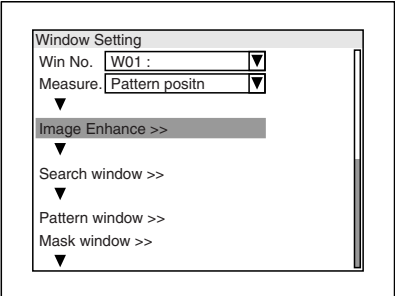 Window Setting
Win No. W01 :
Measure. Pattern positn
Image Enhance >>
Search window >>
Pattern window >>
Mask window >>